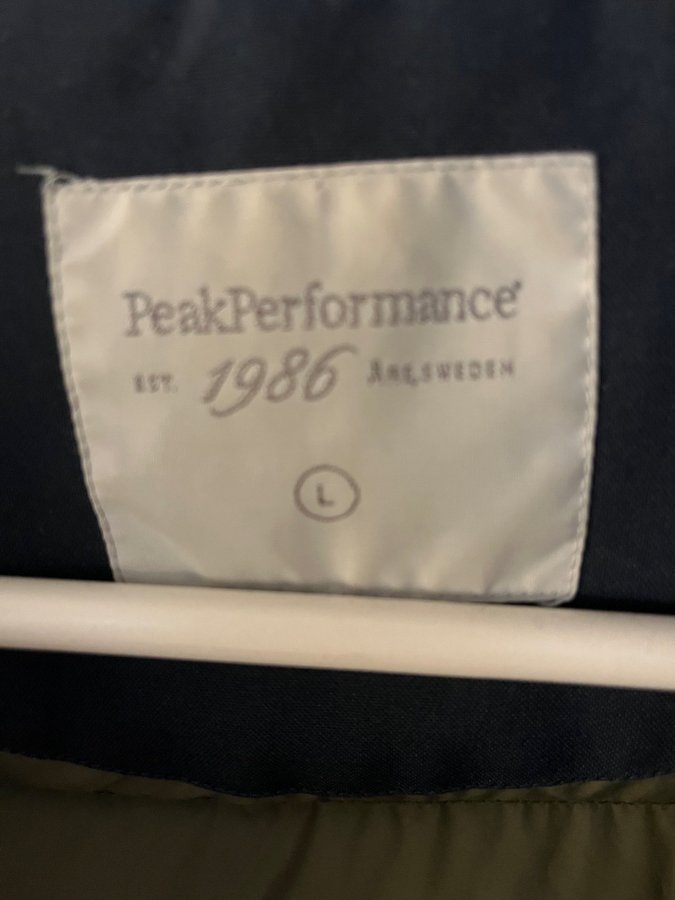 PeakPerformance®
EST. 1986 ÅRE, SWEDEN
L